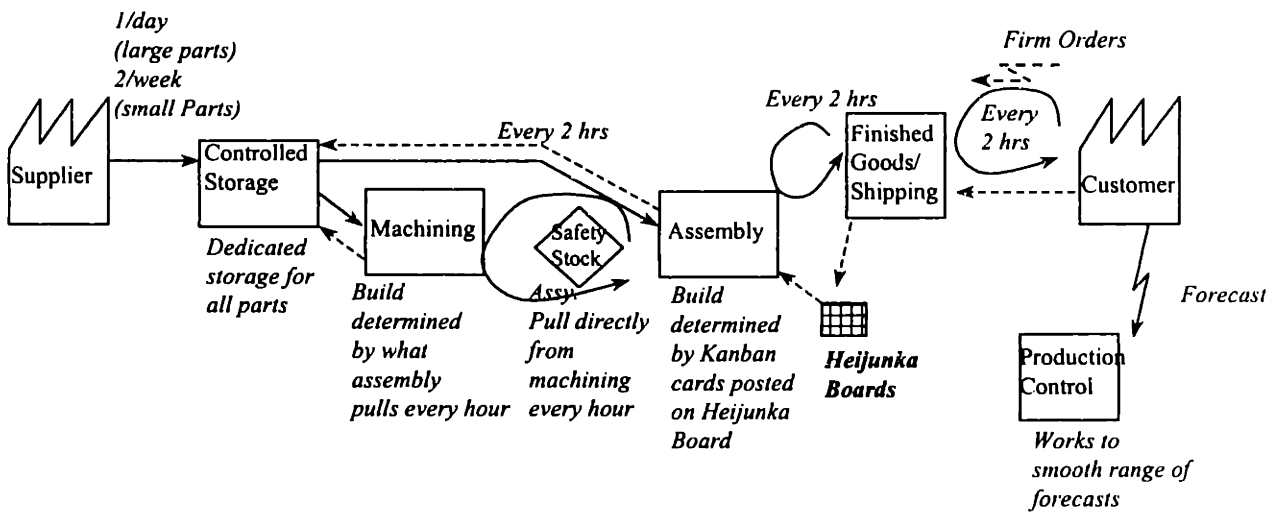 1/day
(large parts)
2/week
(small Parts)
Supplier
Controlled
Storage
Dedicated
storage for
all parts
Every 2 hrs
Machining
Build
determined
by what
assembly
pulls every hour
Safety
Stock
Assy.
Pull directly
from
machining
every hour
Assembly
Build
determined
by Kanban
cards posted
on Heijunka
Board
Every 2 hrs
Finished
Goods/
Shipping
Heijunka
Boards
Firm Orders
Every
2 hrs
Customer
Forecast
Production
Control
Works to
smooth range of
forecasts